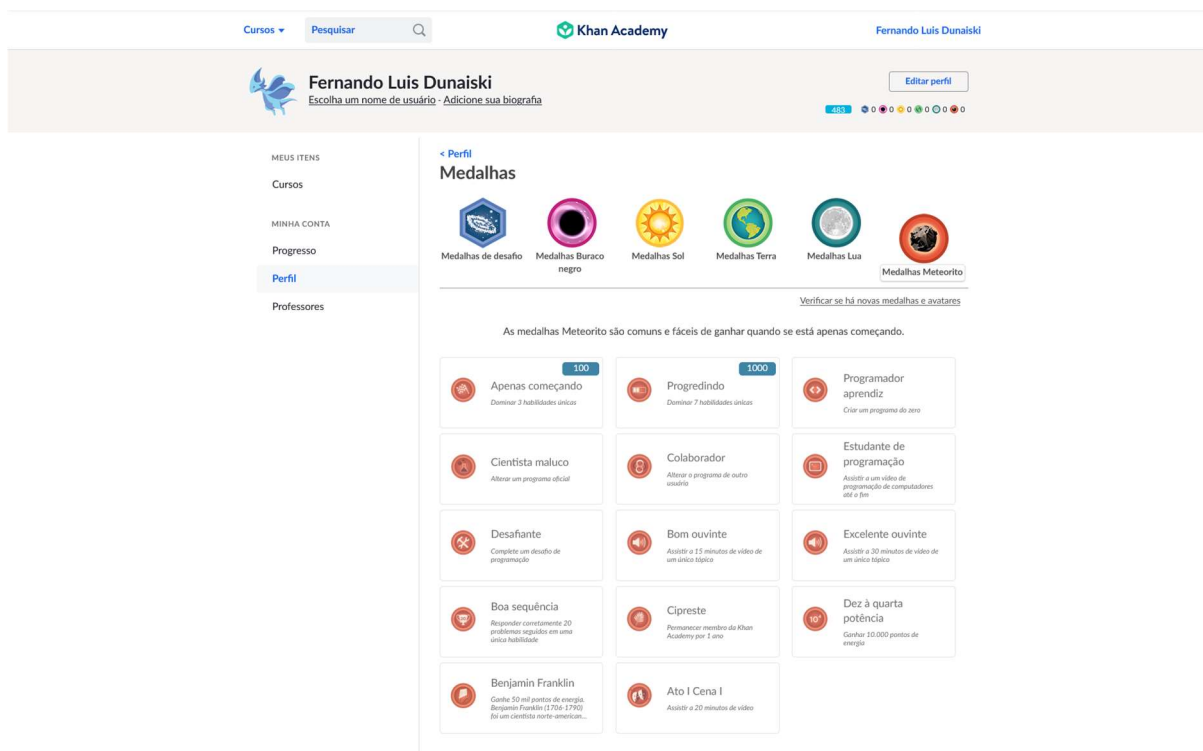 Cursos
Pesquisar
Khan Academy
Fernando Luis Dunaiski
Fernando Luis Dunaiski
Escolha um nome de usuário · Adicione sua biografia
Editar perfil
483 0 0 0 0 0 0
MEUS ITENS
Cursos
MINHA CONTA
Progresso
Perfil
Professores
< Perfil
Medalhas
Medalhas de desafio
Medalhas Buraco
negro
Medalhas Sol
Medalhas Terra
Medalhas Lua
Medalhas Meteorito
Verificar se há novas medalhas e avatares
As medalhas Meteorito são comuns e fáceis de ganhar quando se está apenas começando.
100
Apenas começando
Dominar 3 habilidades únicas
1000
Progredindo
Dominar 7 habilidades únicas
Programador
aprendiz
Criar um programa do zero
Cientista maluco
Alterar um programa oficial
Colaborador
Alterar o programa de outro
usuário
Estudante de
programação
Assistir a um vídeo de
programação de computadores
até o fim
Desafiante
Complete um desafio de
programação
Bom ouvinte
Assistir a 15 minutos de vídeo de
um único tópico
Excelente ouvinte
Assistir a 30 minutos de vídeo de
um único tópico
Boa sequência
Responder corretamente 20
problemas seguidos em uma
única habilidade
Cipreste
Permanecer membro da Khan
Academy por 1 ano
Dez à quarta
potência
Ganhar 10.000 pontos de
energia
Benjamin Franklin
Ganhe 50 mil pontos de energia.
Benjamin Franklin (1706-1790)
foi um cientista norte-american...
Ato I Cena I
Assistir a 20 minutos de vídeo